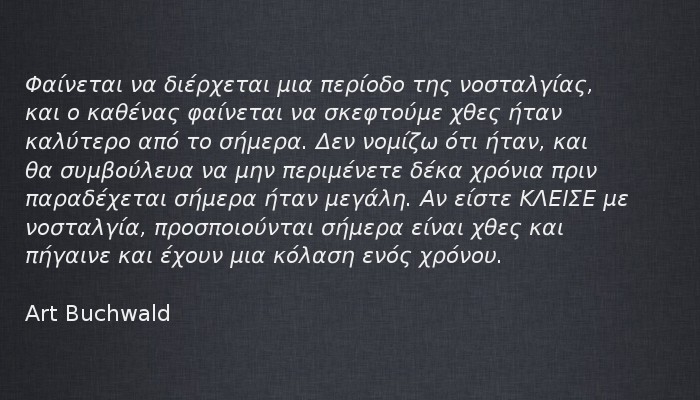 Φαίνεται να διέρχεται μια περίοδο της νοσταλγίας,
και ο καθένας φαίνεται να σκεφτούμε χθες ήταν
καλύτερο από το σήμερα. Δεν νομίζω ότι ήταν, και
θα συμβούλευα να μην περιμένετε δέκα χρόνια πριν
παραδέχεται σήμερα ήταν μεγάλη. Αν είστε ΚΛΕΙΣΕ με
νοσταλγία, προσποιούνται σήμερα είναι χθες και
πήγαινε και έχουν μια κόλαση ενός χρόνου.
Art Buchwald